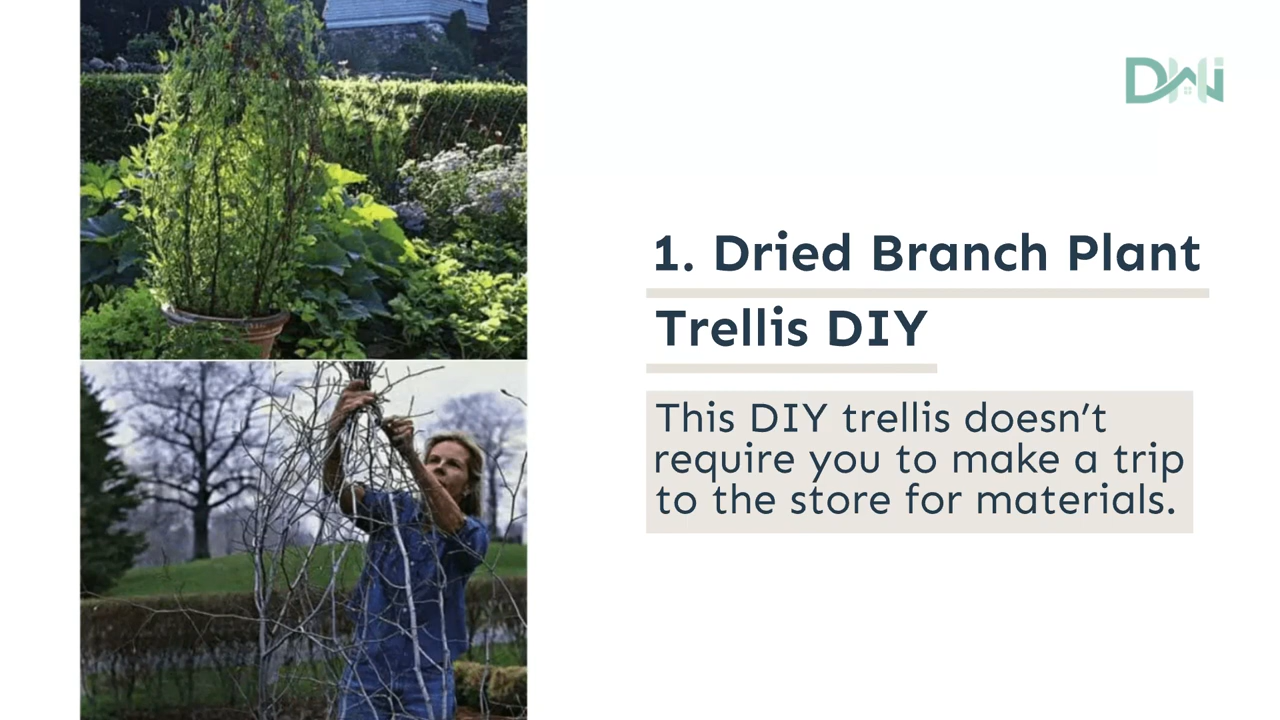 DHi
1. Dried Branch Plant
Trellis DIY
This DIY trellis doesn’t
require you to make a trip
to the store for materials.